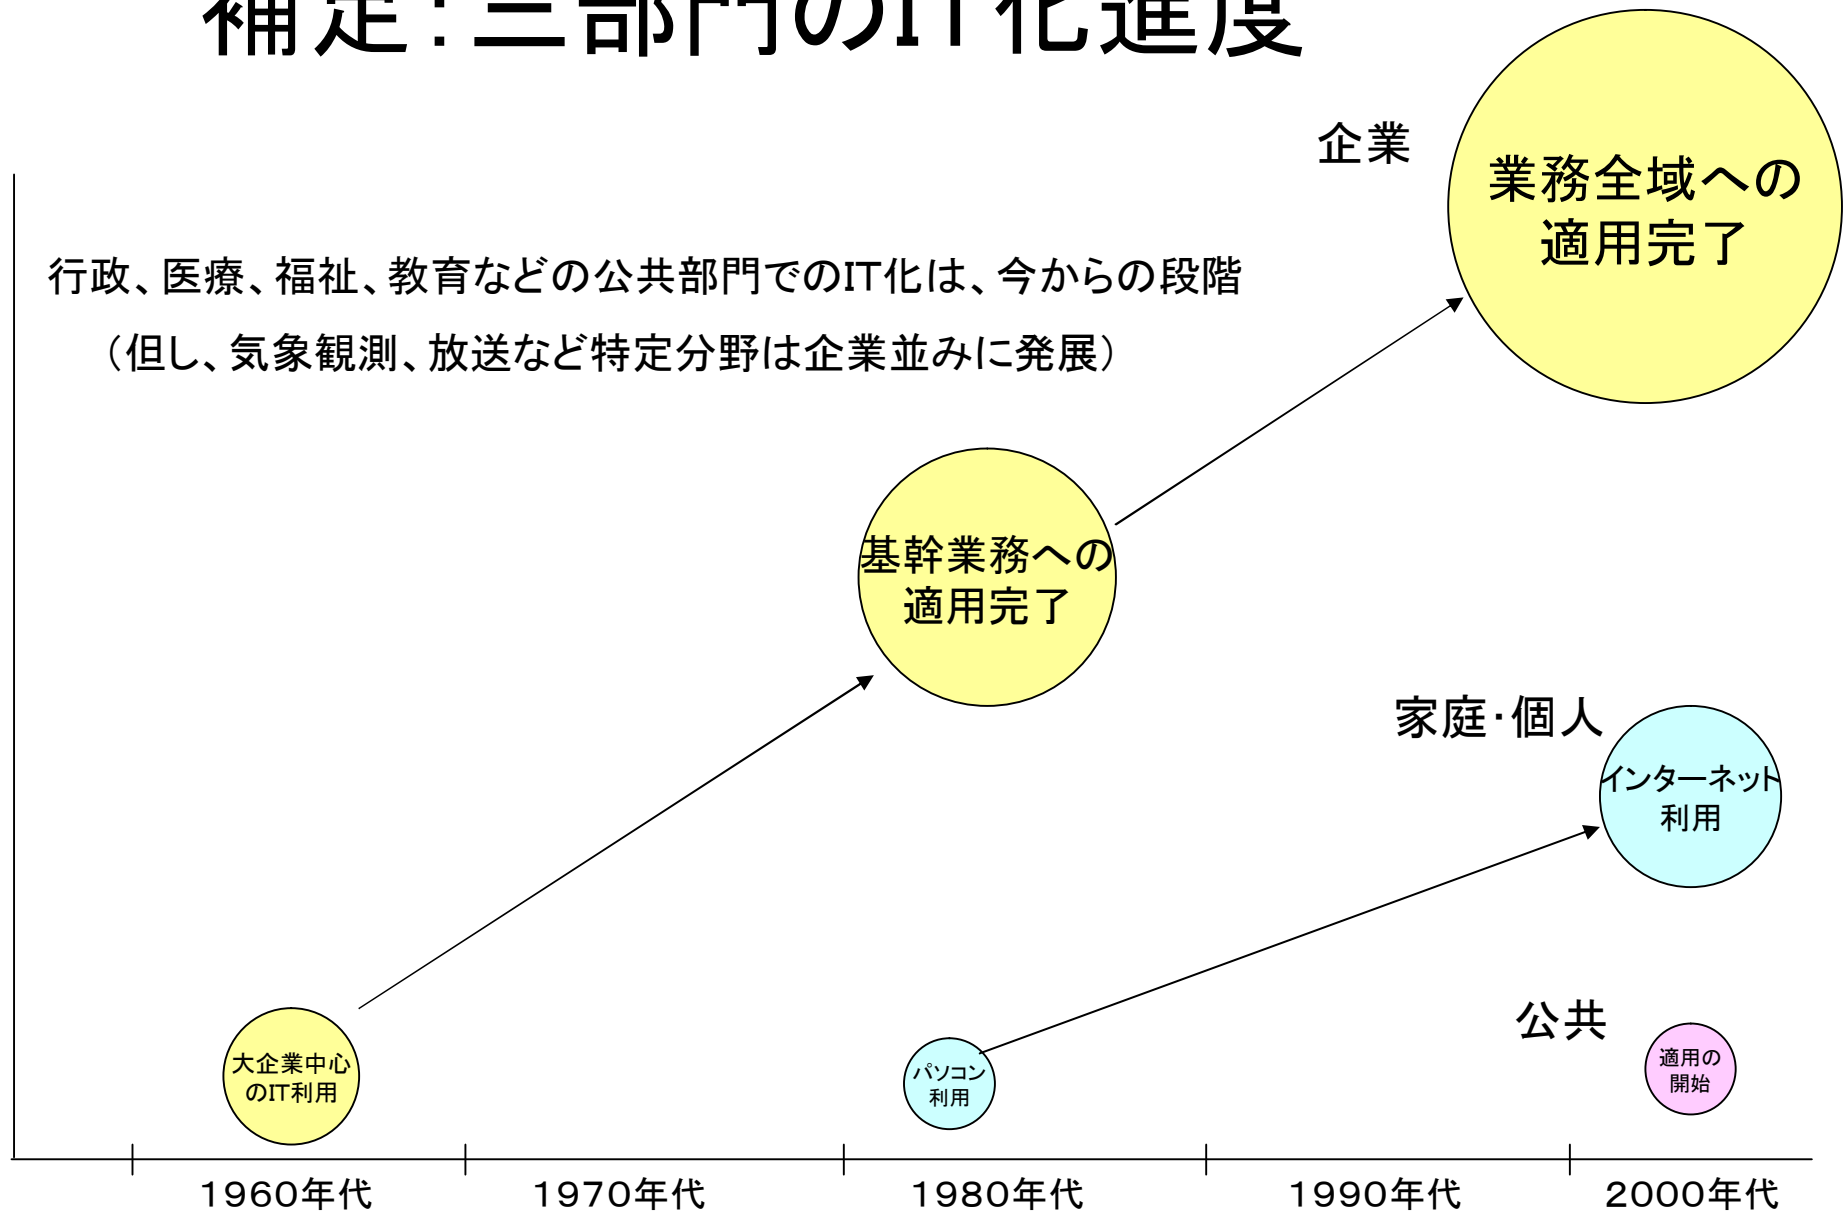 補足：三部門のIT化進度
企業
業務全域への
適用完了
行政、医療、福祉、教育などの公共部門でのIT化は、今からの段階
（但し、気象観測、放送など特定分野は企業並みに発展）
基幹業務への
適用完了
家庭・個人
インターネット
利用
公共
適用の
開始
大企業中心
のIT利用
パソコン
利用
1960年代
1970年代
1980年代
1990年代
2000年代